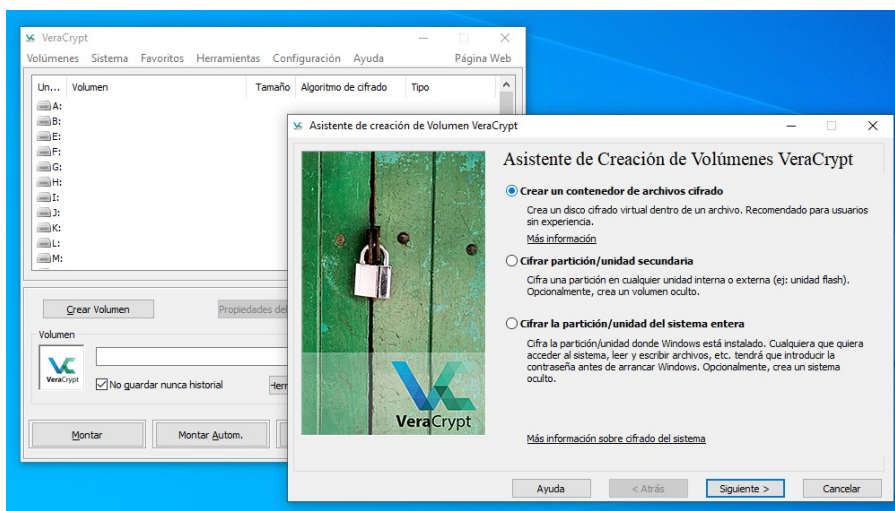 VeraCrypt
Volúmenes Sistema Favoritos Herramientas Configuración Ayuda Página Web
Un... Volumen Tamaño Algoritmo de cifrado Tipo
A:
B:
E:
F:
G:
H:
I:
J:
K:
L:
M:
Crear Volumen
Propiedades del
Volumen
VeraCrypt
No guardar nunca historial
Montar
Montar Autom.
Asistente de creación de Volumen VeraCrypt
Asistente de Creación de Volúmenes VeraCrypt
Crear un contenedor de archivos cifrado
Crea un disco cifrado virtual dentro de un archivo. Recomendado para usuarios
sin experiencia.
Más información
Cifrar partición/unidad secundaria
Cifra una partición en cualquier unidad interna o externa (ej: unidad flash).
Opcionalmente, crea un volumen oculto.
Cifrar la partición/unidad del sistema entera
Cifra la partición/unidad donde Windows está instalado. Cualquiera que quiera
acceder al sistema, leer y escribir archivos, etc. tendrá que introducir la
contraseña antes de arrancar Windows. Opcionalmente, crea un sistema
oculto.
Más información sobre cifrado del sistema
VeraCrypt
Ayuda
< Atrás
Siguiente >
Cancelar